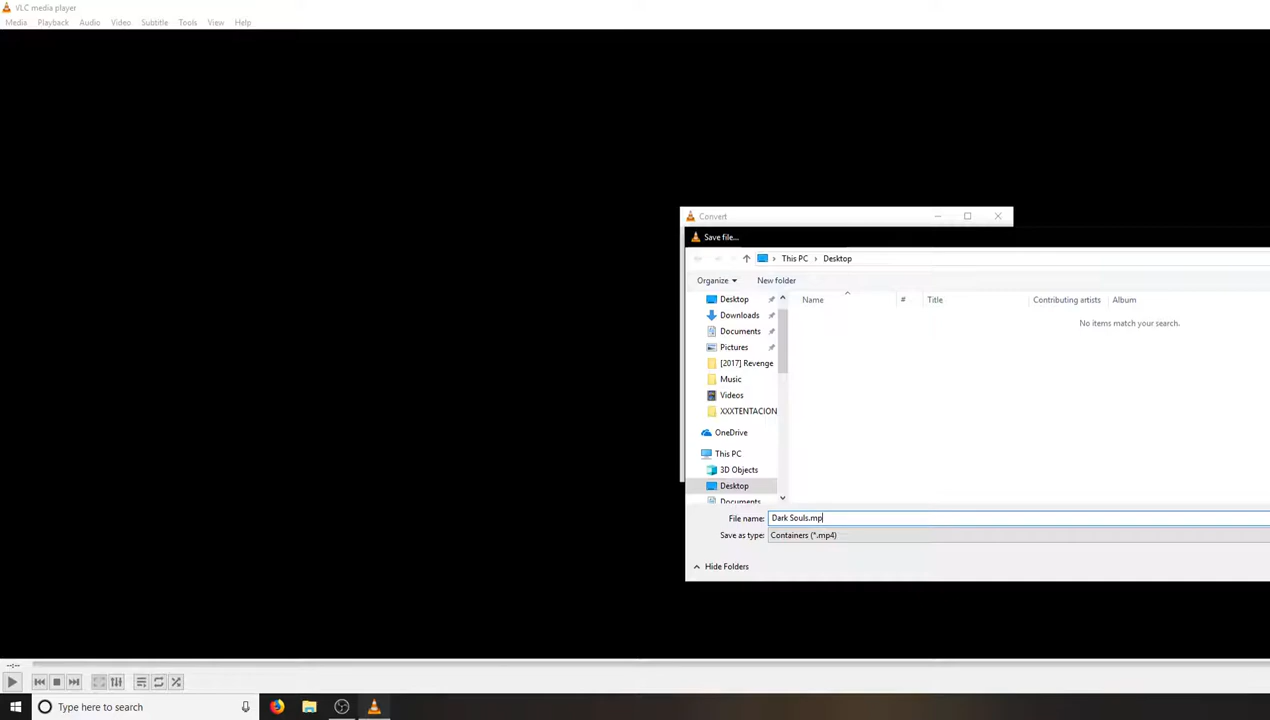 VLC media player
Media Playback Audio Video Subtitle Tools View Help
Convert
Save file...
This PC Desktop
Organize New folder
Name # Title Contributing artists Album
No items match your search.
Desktop
Downloads
Documents
Pictures
[2017] Revenge
Music
Videos
XXXTENTACION
OneDrive
This PC
3D Objects
Desktop
Documents
File name: Dark Souls.mp
Save as type: Containers (*.mp4)
Hide Folders
--:--
Type here to search